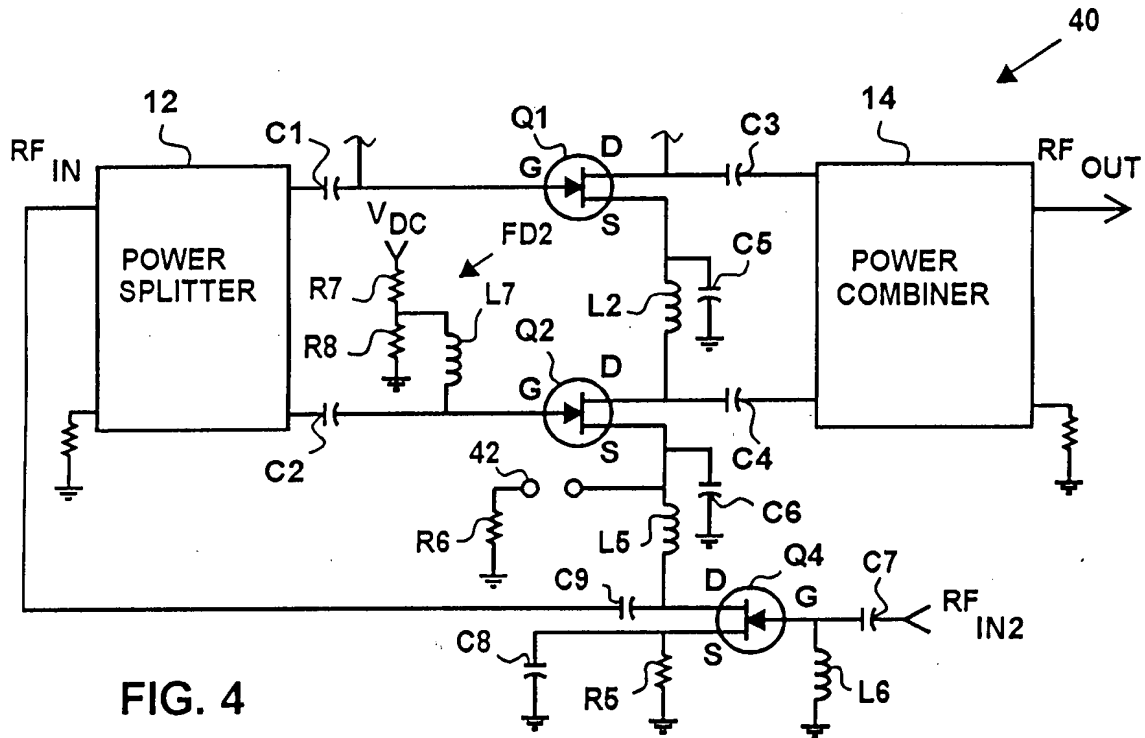 40
12
14
RF IN
C1
Q1
D
C3
G
S
RF OUT
VDC
FD2
POWER
SPLITTER
R7
L7
R8
C5
L2
POWER
COMBINER
Q2
D
G
S
C2
C4
42
R6
C6
L5
C9
D
Q4
G
C7
RF IN2
C8
S
R5
L6
FIG. 4